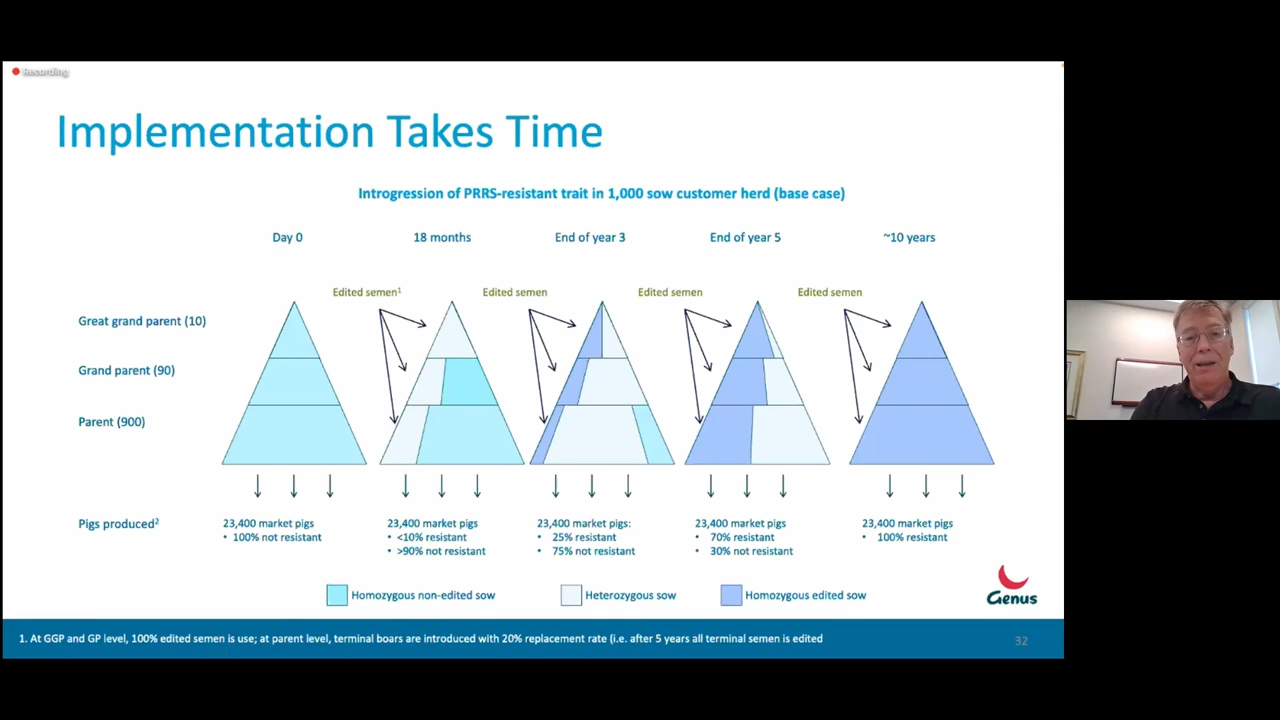 Recording
Implementation Takes Time
Introgression of PRRS-resistant trait in 1,000 sow customer herd (base case)
Day 0
18 months
End of year 3
End of year 5
~10 years
Edited semen¹
Edited semen
Edited semen
Edited semen
Great grand parent (10)
Grand parent (90)
Parent (900)
Pigs produced²
23,400 market pigs
• 100% not resistant
23,400 market pigs
• <10% resistant
• >90% not resistant
23,400 market pigs:
• 25% resistant
• 75% not resistant
23,400 market pigs
• 70% resistant
• 30% not resistant
23,400 market pigs
• 100% resistant
Homozygous non-edited sow
Heterozygous sow
Homozygous edited sow
Genus
1. At GGP and GP level, 100% edited semen is use; at parent level, terminal boars are introduced with 20% replacement rate (i.e. after 5 years all terminal semen is edited
32